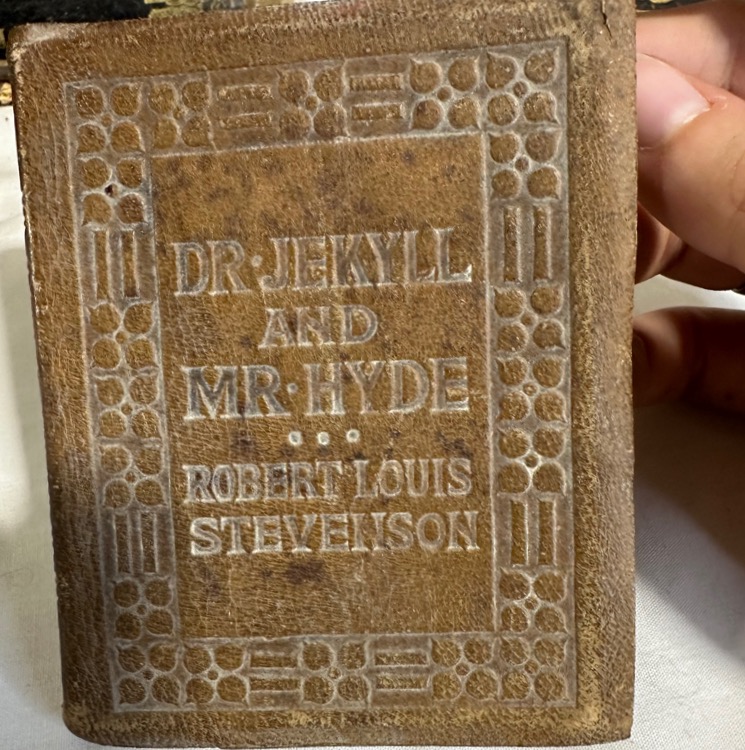 DR·JEKYLL
AND
MR·HYDE
ROBERT LOUIS
STEVENSON